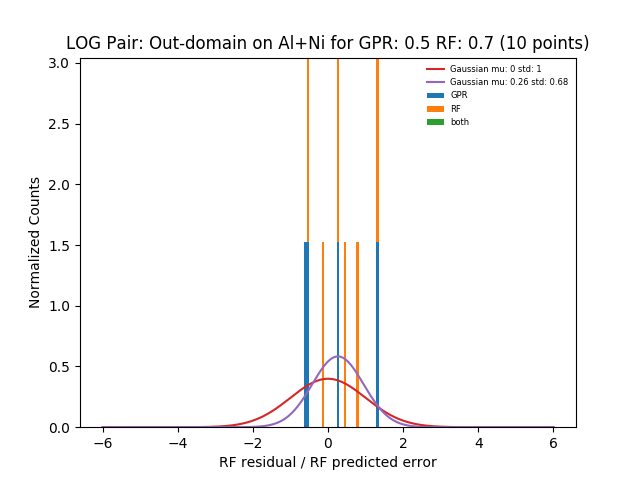 LOG Pair: Out-domain on Al+Ni for GPR: 0.5 RF: 0.7 (10 points)
Gaussian mu: 0 std: 1
Gaussian mu: 0.26 std: 0.68
GPR
RF
both
Normalized Counts
3.0
2.5
2.0
1.5
1.0
0.5
0.0
−6 −4 −2 0 2 4 6
RF residual / RF predicted error